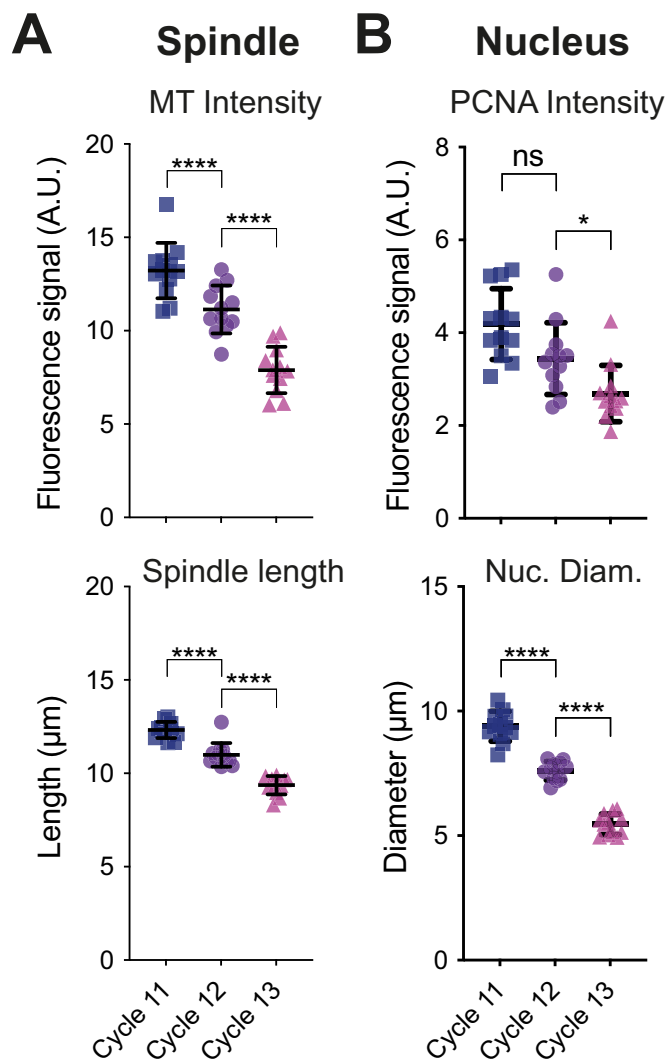 A Spindle
MT Intensity
Fluorescence signal (A.U.)
20
15
10
5
0
****
****
Spindle length
Length (µm)
20
15
10
5
0
****
****
Cycle 11
Cycle 12
Cycle 13
B Nucleus
PCNA Intensity
Fluorescence signal (A.U.)
8
6
4
2
0
ns
*
Nuc. Diam.
Diameter (µm)
15
10
5
0
****
****
Cycle 11
Cycle 12
Cycle 13